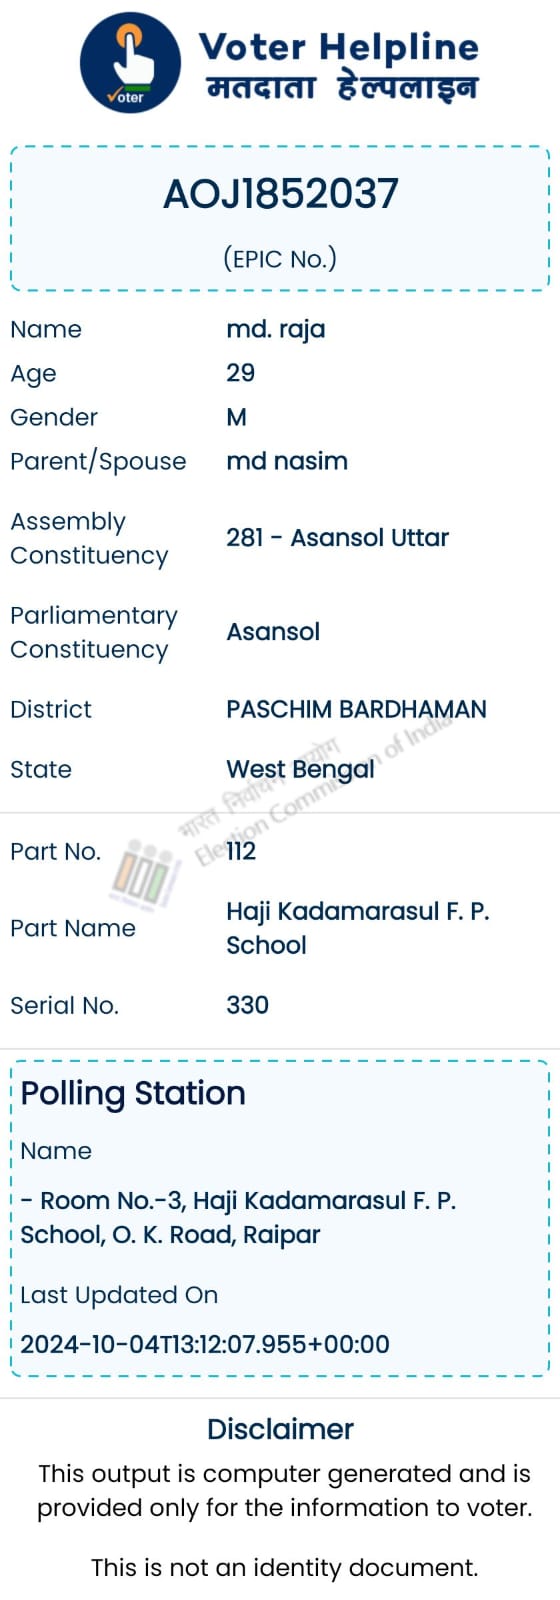 Voter Helpline
मतदाता हेल्पलाइन
Voter
AOJ1852037
(EPIC No.)
Name md. raja
Age 29
Gender M
Parent/Spouse md nasim
Assembly
Constituency 281 - Asansol Uttar
Parliamentary
Constituency Asansol
District PASCHIM BARDHAMAN
State West Bengal
भारत निर्वाचन आयोग
Election Commission of India
Part No. 112
Part Name Haji Kadamarasul F. P.
School
Serial No. 330
Polling Station
Name
- Room No.-3, Haji Kadamarasul F. P.
School, O. K. Road, Raipar
Last Updated On
2024-10-04T13:12:07.955+00:00
Disclaimer
This output is computer generated and is
provided only for the information to voter.
This is not an identity document.